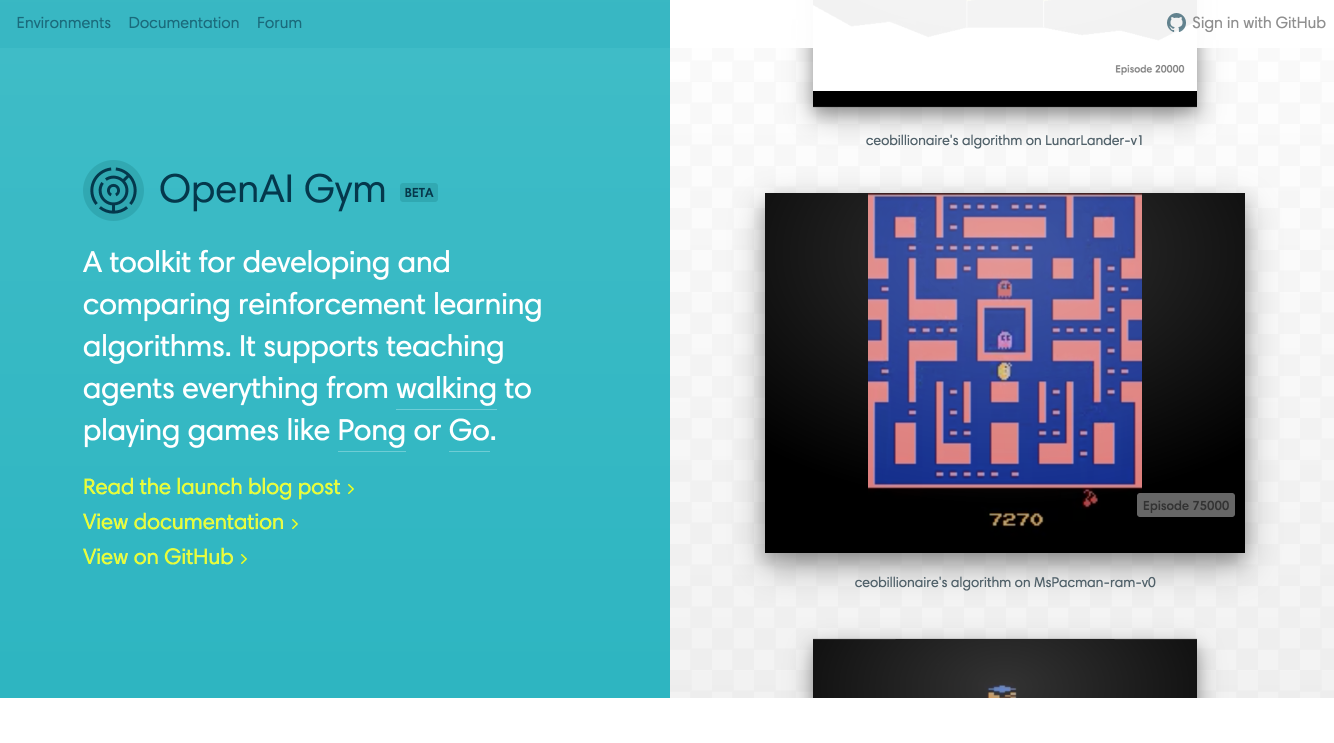 Environments Documentation Forum
Sign in with GitHub
OpenAI Gym BETA
A toolkit for developing and
comparing reinforcement learning
algorithms. It supports teaching
agents everything from walking to
playing games like Pong or Go.
Read the launch blog post ›
View documentation ›
View on GitHub ›
Episode 20000
ceobillionaire's algorithm on LunarLander-v1
Episode 75000
7270
ceobillionaire's algorithm on MsPacman-ram-v0